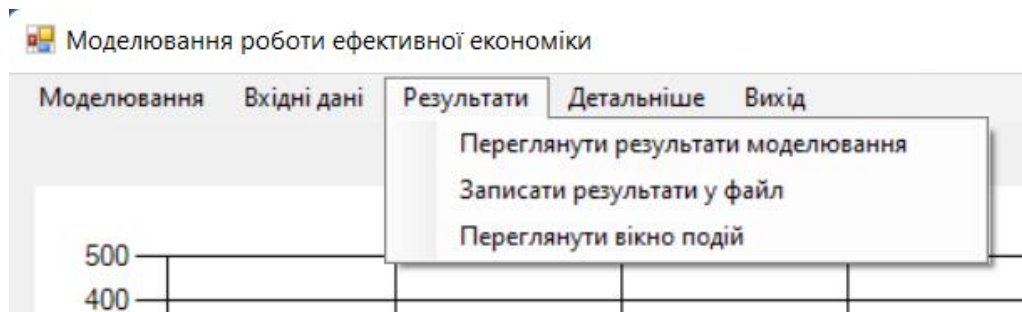 Моделювання роботи ефективної економіки
Моделювання Вхідні дані Результати Детальніше Вихід
Переглянути результати моделювання
Записати результати у файл
Переглянути вікно подій
500
400